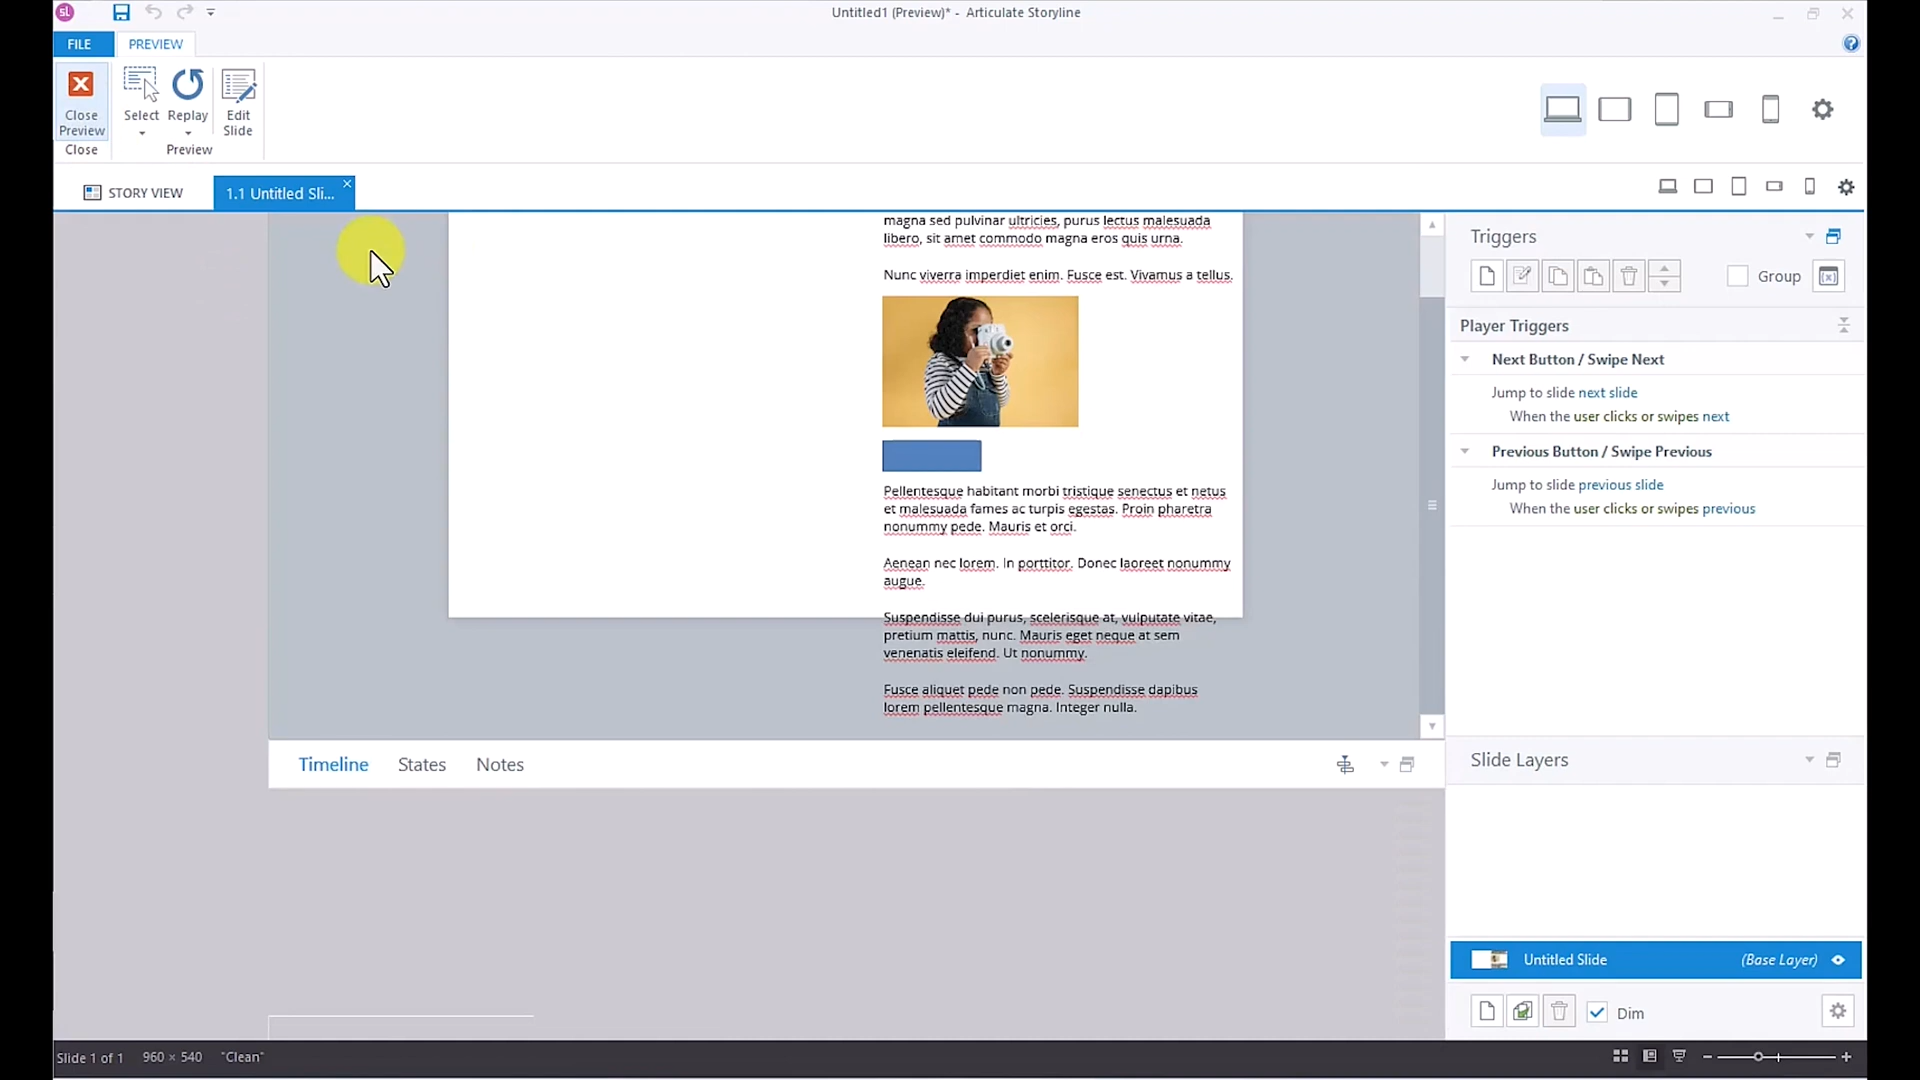 sl
Untitled1 (Preview)* - Articulate Storyline
FILE
PREVIEW
Close
Preview
Select
Replay
Edit
Slide
Close
Preview
STORY VIEW
1.1 Untitled Sli...
magna sed pulvinar ultricies, purus lectus malesuada
libero, sit amet commodo magna eros quis urna.
Nunc viverra imperdiet enim. Fusce est. Vivamus a tellus.
Pellentesque habitant morbi tristique senectus et netus
et malesuada fames ac turpis egestas. Proin pharetra
nonummy pede. Mauris et orci.
Aenean nec lorem. In porttitor. Donec laoreet nonummy
augue.
Suspendisse dui purus, scelerisque at, vulputate vitae,
pretium mattis, nunc. Mauris eget neque at sem
venenatis eleifend. Ut nonummy.
Fusce aliquet pede non pede. Suspendisse dapibus
lorem pellentesque magna. Integer nulla.
Triggers
Group
Player Triggers
Next Button / Swipe Next
Jump to slide next slide
When the user clicks or swipes next
Previous Button / Swipe Previous
Jump to slide previous slide
When the user clicks or swipes previous
Timeline
States
Notes
Slide Layers
Untitled Slide
(Base Layer)
Dim
Slide 1 of 1
960 × 540
"Clean"